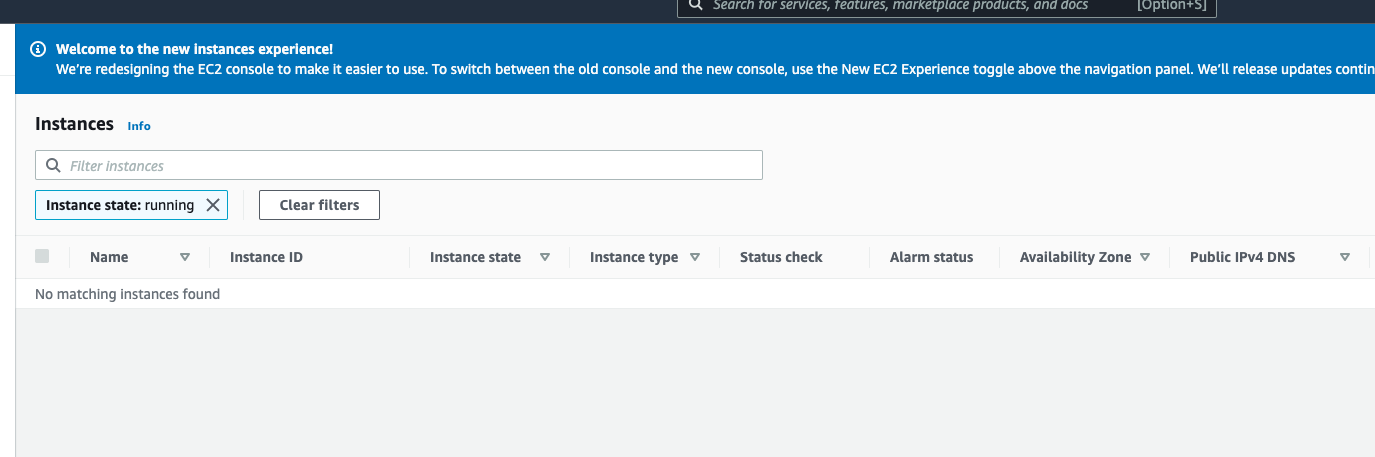 Search for services, features, marketplace products, and docs [Option+S]
Welcome to the new instances experience!
We're redesigning the EC2 console to make it easier to use. To switch between the old console and the new console, use the New EC2 Experience toggle above the navigation panel. We'll release updates contin
Instances Info
Filter instances
Instance state: running Clear filters
Name Instance ID Instance state Instance type Status check Alarm status Availability Zone Public IPv4 DNS
No matching instances found